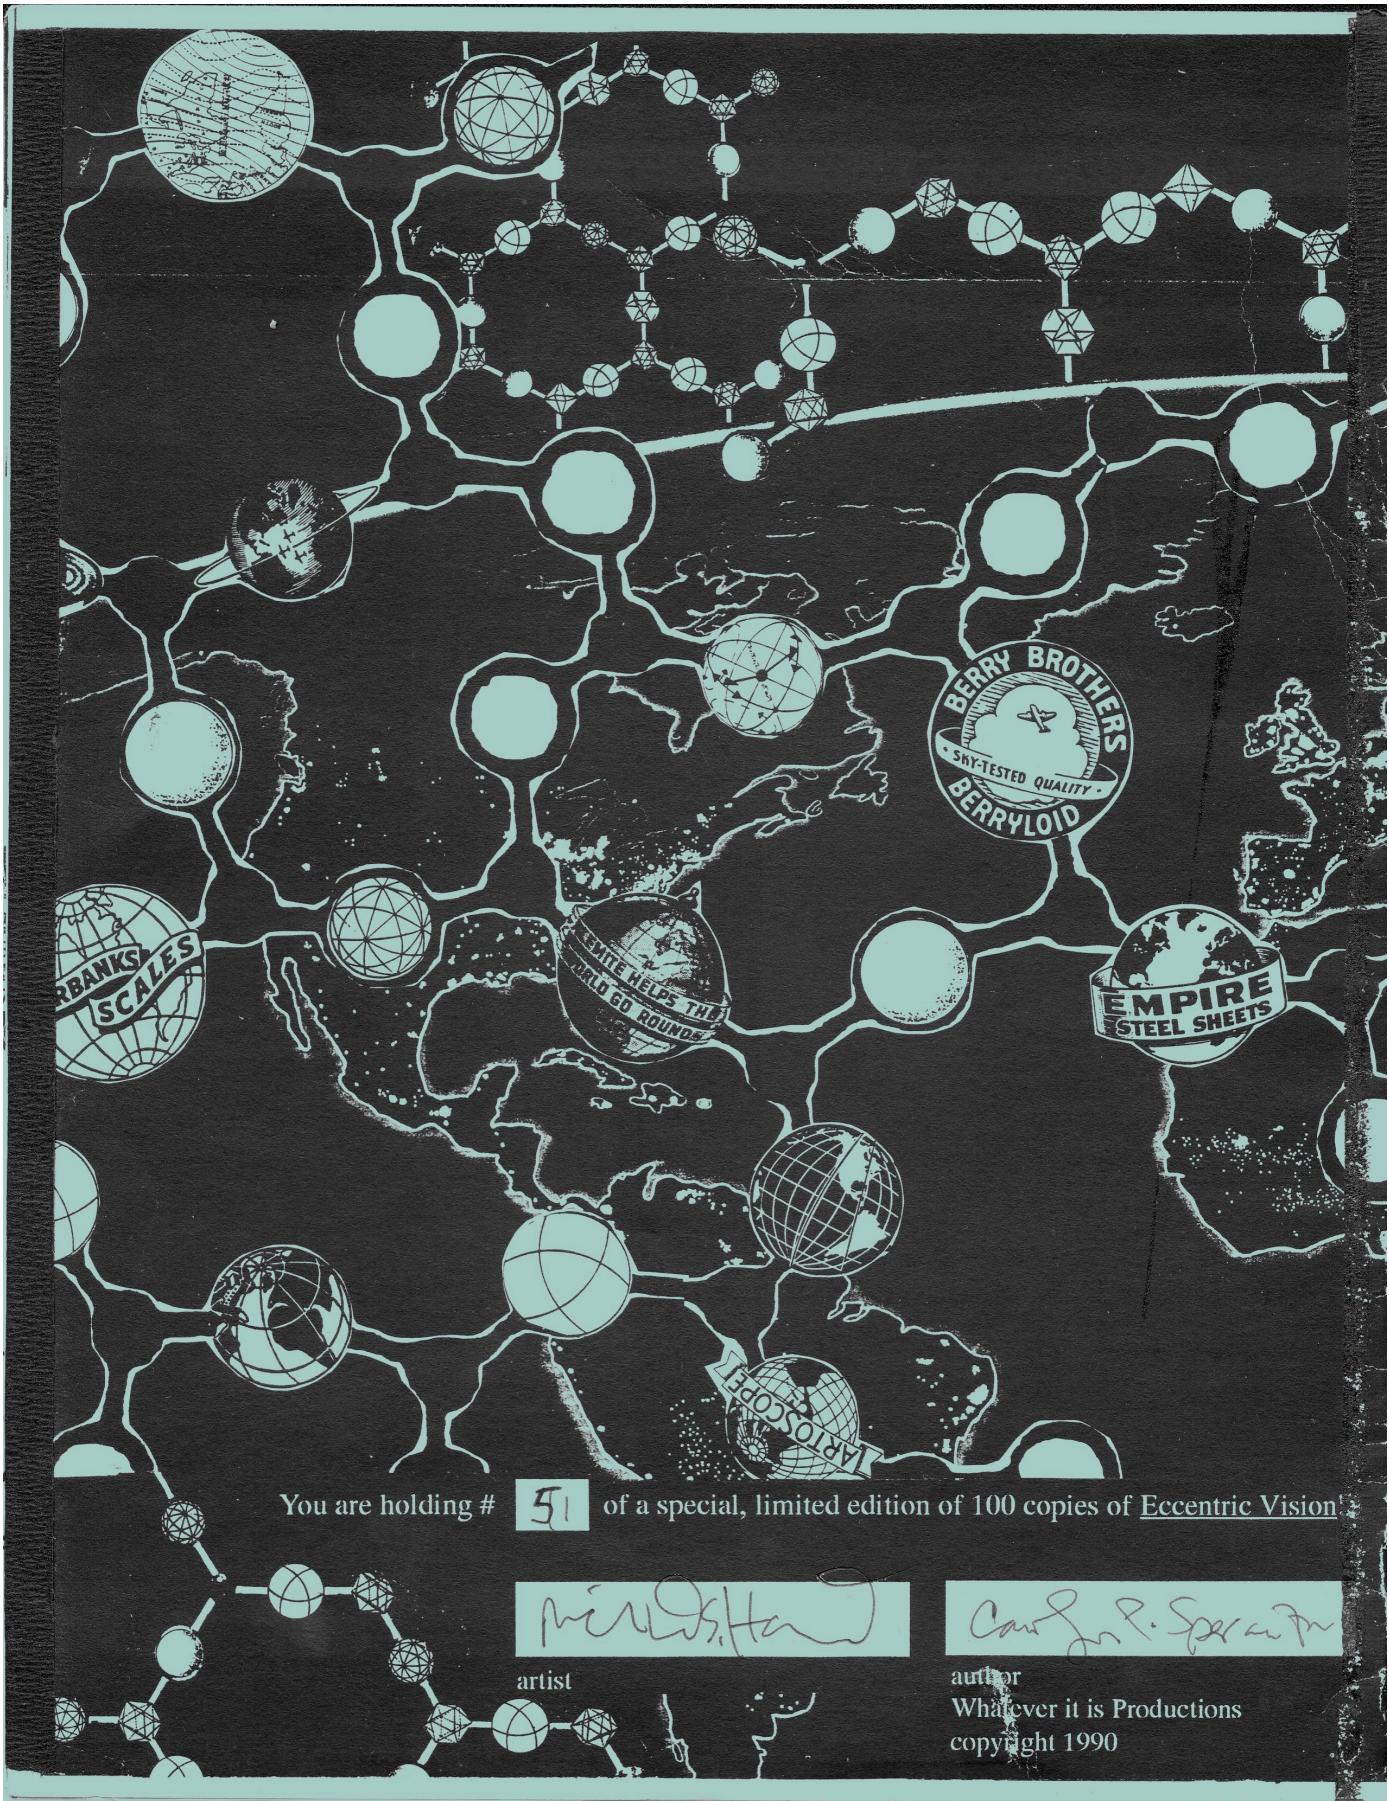 BERRY BROTHERS
SKY-TESTED QUALITY
BERRYLOID
RBANKS
SCALES
HELPS THE
GO ROUND
EMPIRE
STEEL SHEETS
ARTOSCOPE
You are holding # 51 of a special, limited edition of 100 copies of Eccentric Vision
artist
author
Whatever it is Productions
copyright 1990